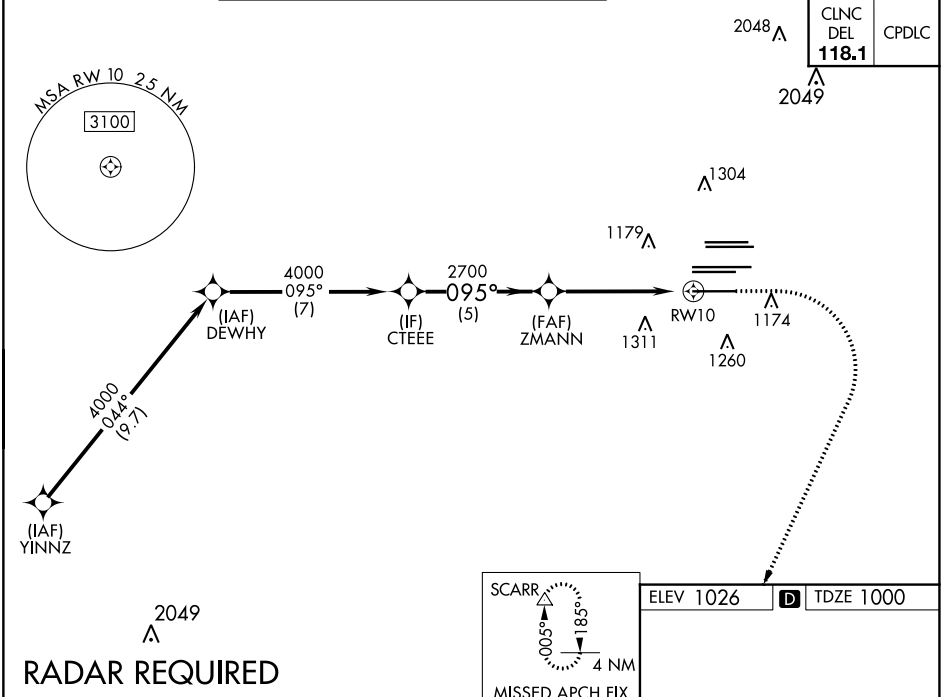 2048
CLNC
DEL
118.1
CPDLC
2049
MSA RW 10 25 NM
3100
1304
1179
4000
095°
(7)
2700
095°
(5)
(IAF)
DEWHY
(IF)
CTEEE
(FAF)
ZMANN
RW10
1174
1311
1260
4000
044°
(9.7)
(IAF)
YINNZ
2049
RADAR REQUIRED
SCARR
005°
185°
4 NM
MISSED APCH FIX
ELEV 1026
D
TDZE 1000